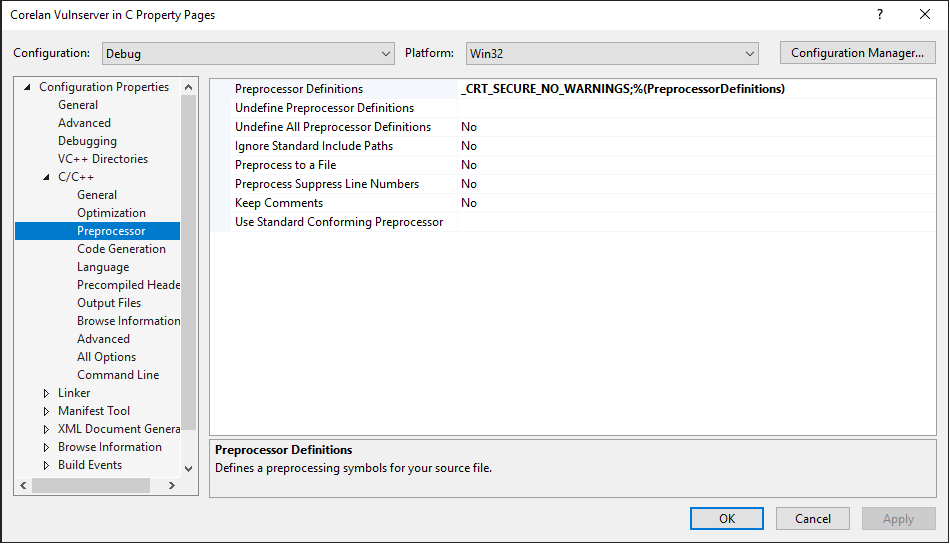 Corelan Vulnserver in C Property Pages
?
Configuration: Debug Platform: Win32 Configuration Manager...
Configuration Properties
General
Advanced
Debugging
VC++ Directories
C/C++
General
Optimization
Preprocessor
Code Generation
Language
Precompiled Heade
Output Files
Browse Information
Advanced
All Options
Command Line
Linker
Manifest Tool
XML Document Genera
Browse Information
Build Events
Preprocessor Definitions _CRT_SECURE_NO_WARNINGS;%(PreprocessorDefinitions)
Undefine Preprocessor Definitions
Undefine All Preprocessor Definitions No
Ignore Standard Include Paths No
Preprocess to a File No
Preprocess Suppress Line Numbers No
Keep Comments No
Use Standard Conforming Preprocessor
Preprocessor Definitions
Defines a preprocessing symbols for your source file.
OK Cancel Apply